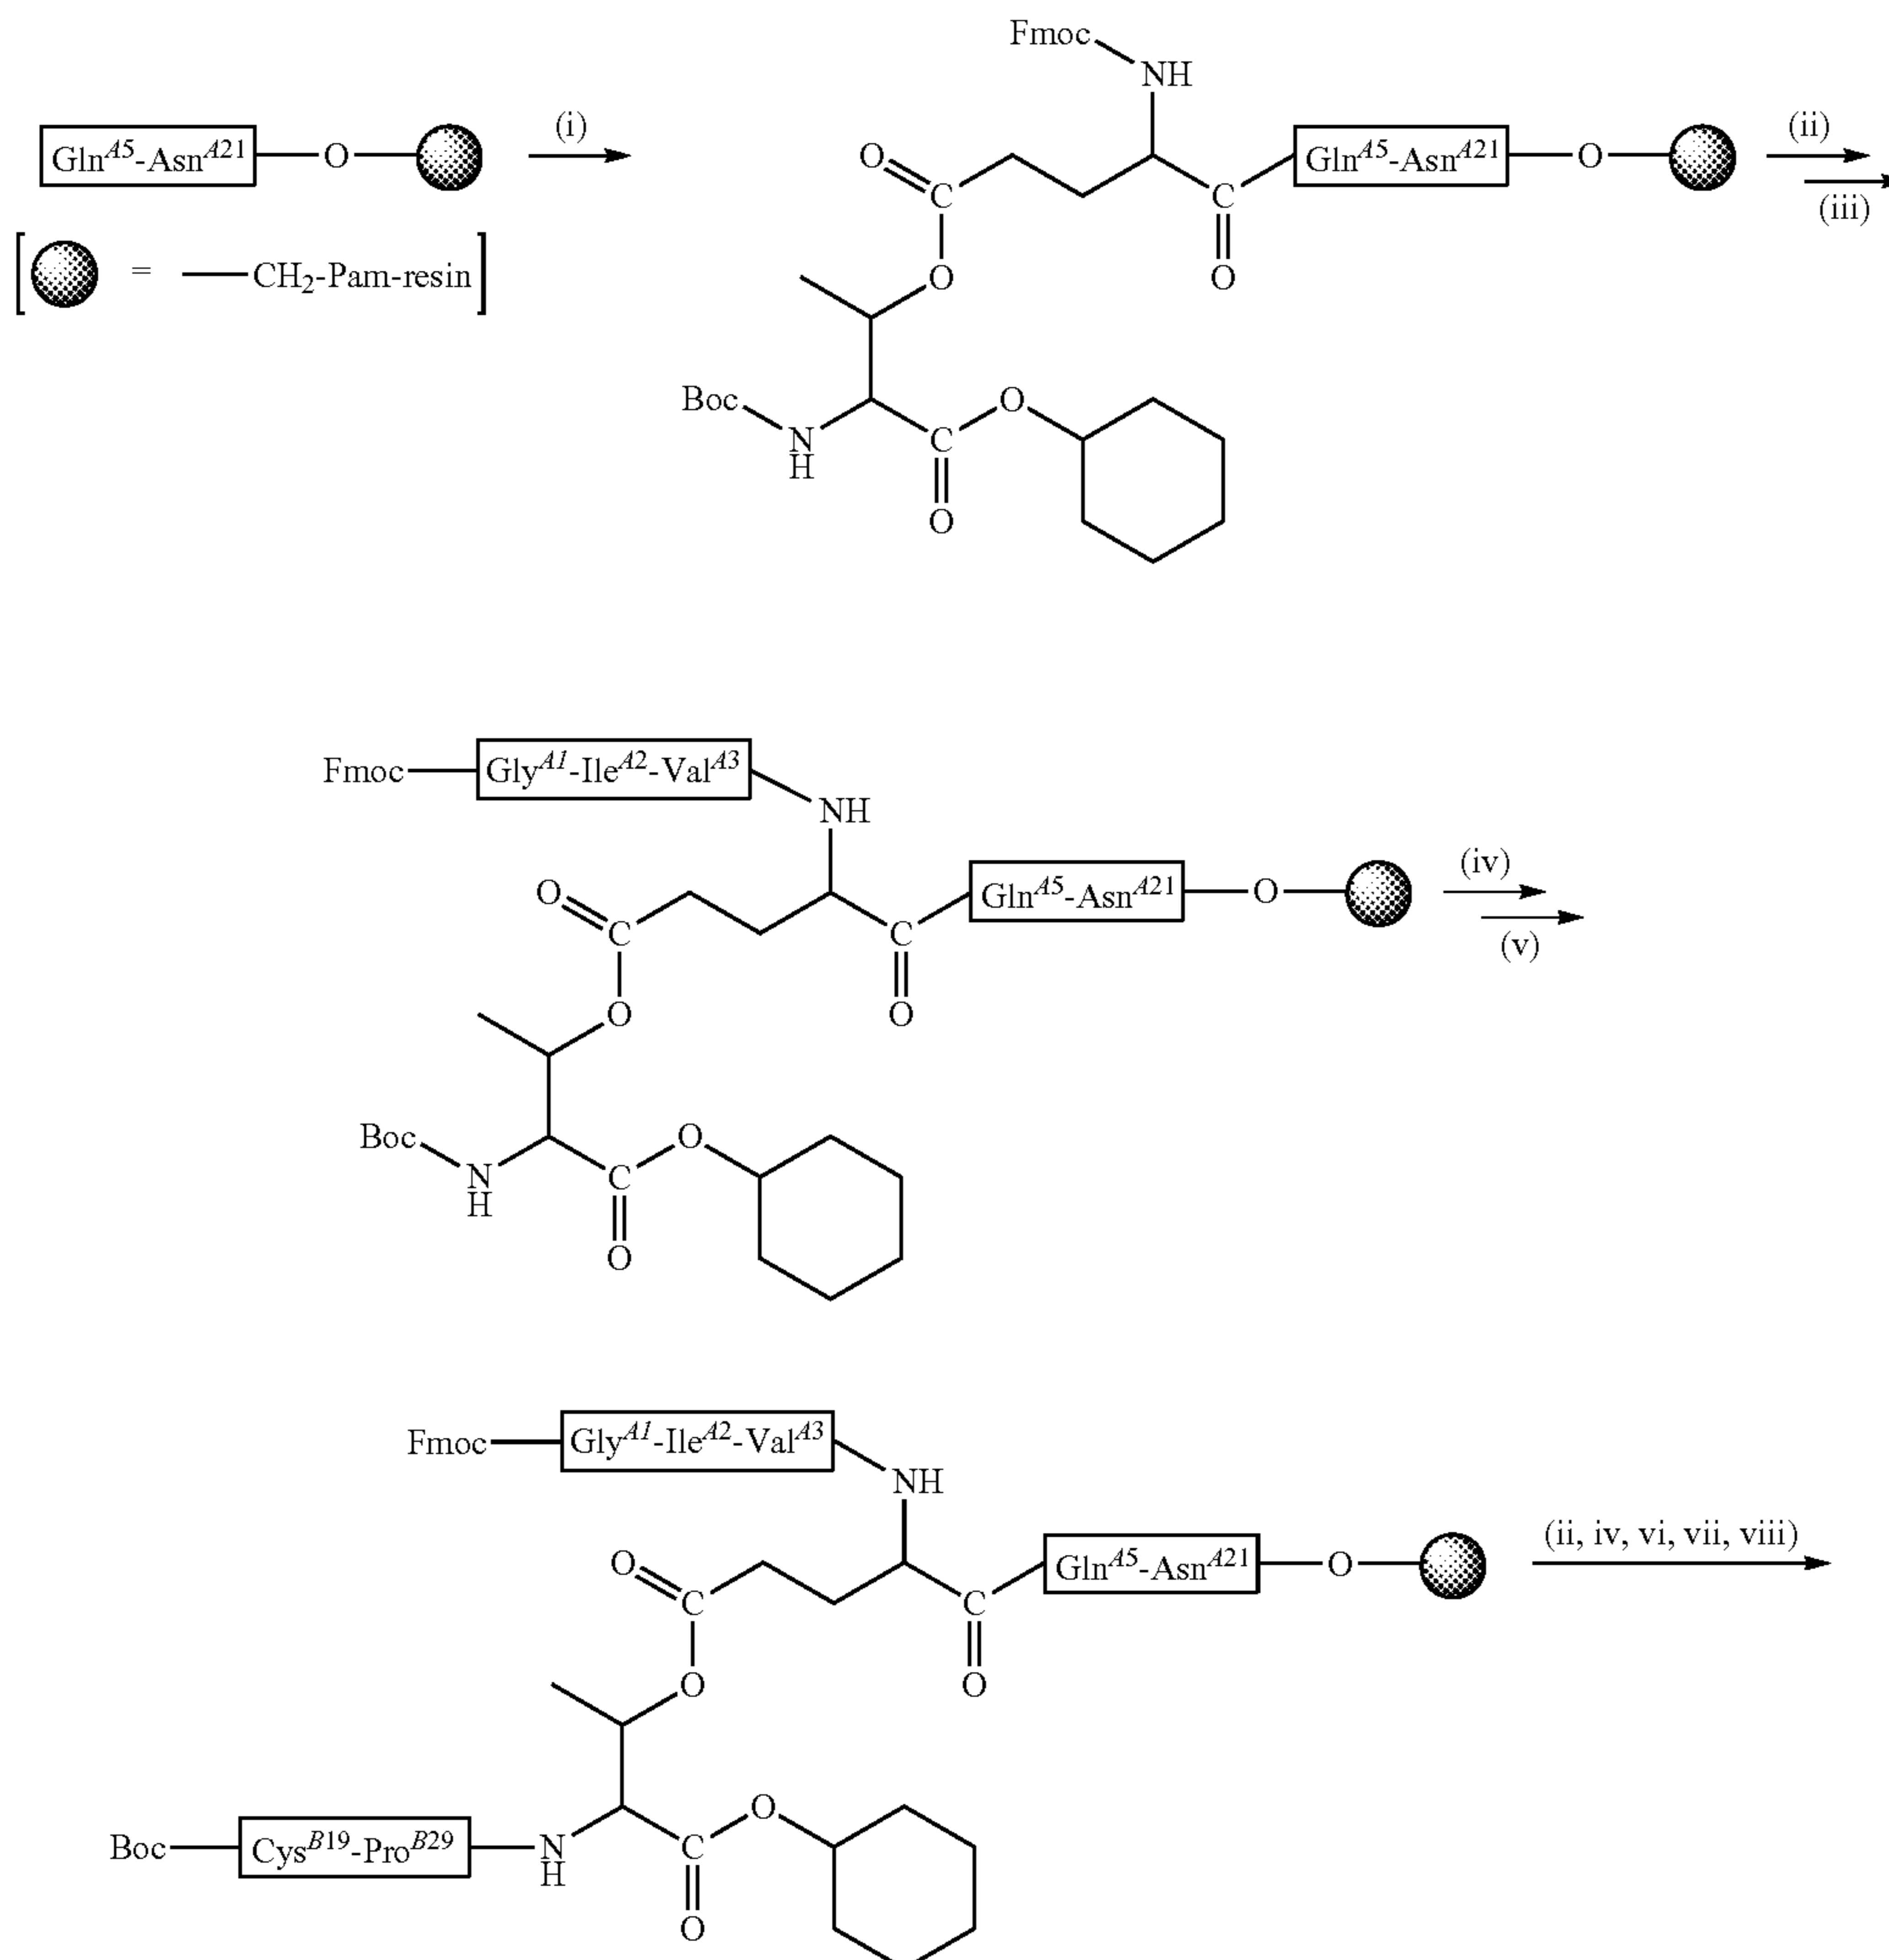 Gln^A5-Asn^A21 — O —
(i)
[ = —CH2-Pam-resin]
Fmoc
NH
O
C
C
Gln^A5-Asn^A21 — O —
(ii)
(iii)
O
O
Boc
N
H
C
O
O
Fmoc — Gly^A1-Ile^A2-Val^A3
NH
O
C
C
Gln^A5-Asn^A21 — O —
(iv)
(v)
O
O
Boc
N
H
C
O
O
Fmoc — Gly^A1-Ile^A2-Val^A3
NH
O
C
C
Gln^A5-Asn^A21 — O —
(ii, iv, vi, vii, viii)
O
O
Boc — Cys^B19-Pro^B29 — N
H
C
O
O